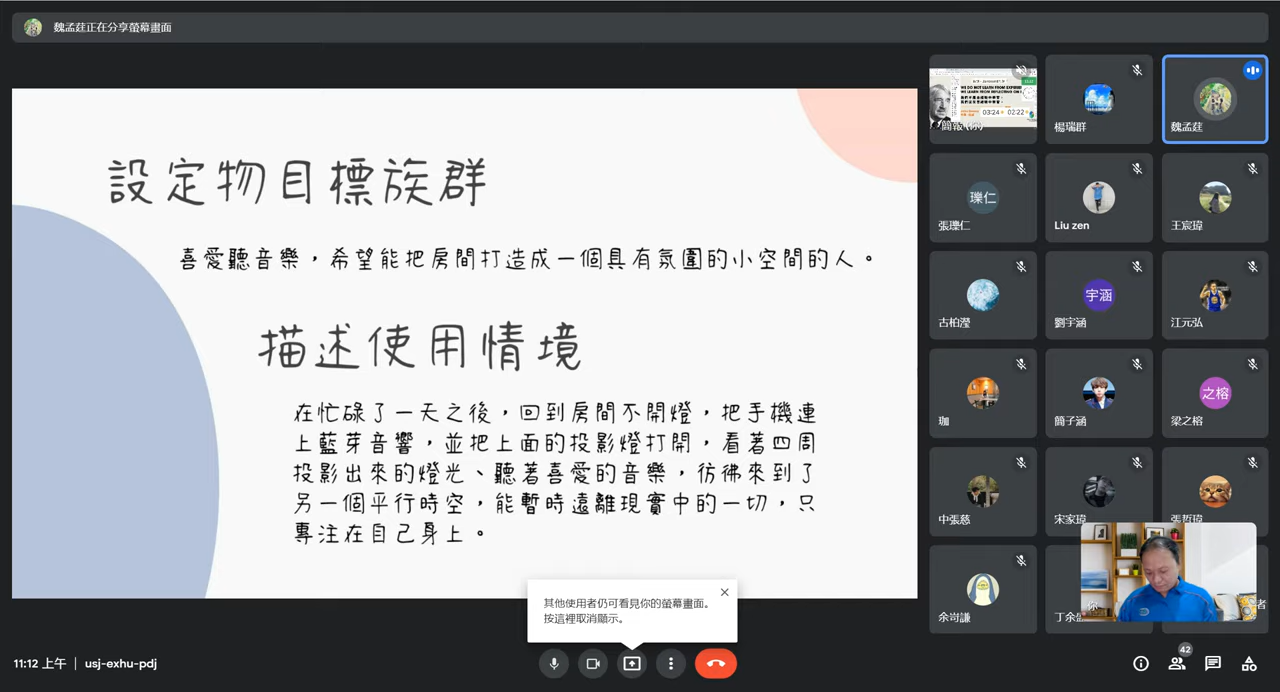 魏孟莛正在分享螢幕畫面
設定物目標族群
喜愛聽音樂，希望能把房間打造成一個具有氛圍的小空間的人。
描述使用情境
在忙碌了一天之後，回到房間不開燈，把手機連
上藍芽音響，並把上面的投影燈打開，看著四周
投影出來的燈光、聽著喜愛的音樂，彷彿來到了
另一個平行時空，能暫時遠離現實中的一切，只
專注在自己身上。
楊瑞群
魏孟莛
瓅仁
張瓅仁
Liu zen
王宸瑋
古柏瀅
宇涵
劉宇涵
江元弘
珈
簡子涵
之榕
梁之榕
中張慈
宋家瑋
張哲瑋
余岢謙
丁余
你
者
其他使用者仍可看見你的螢幕畫面。
按這裡取消顯示。
11:12 上午 | usj-exhu-pdj
42